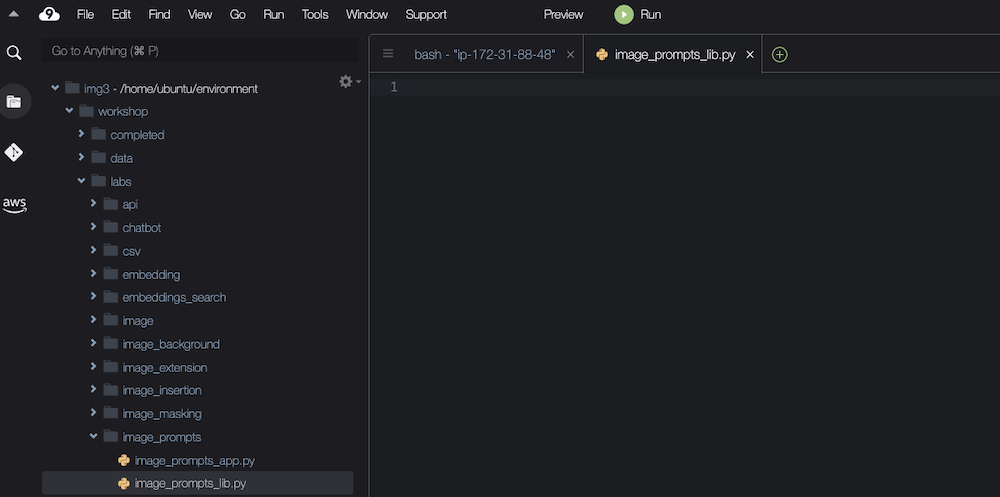 9 File Edit Find View Go Run Tools Window Support Preview Run
Go to Anything (⌘ P)
bash - "ip-172-31-88-48" × image_prompts_lib.py ×
1
img3 - /home/ubuntu/environment
workshop
completed
data
labs
aws
api
chatbot
csv
embedding
embeddings_search
image
image_background
image_extension
image_insertion
image_masking
image_prompts
image_prompts_app.py
image_prompts_lib.py